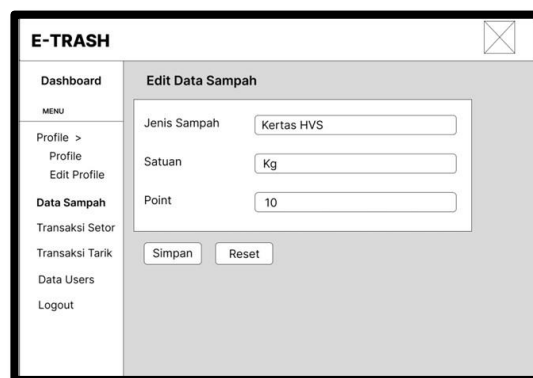 E-TRASH
Dashboard
MENU
Profile >
Profile
Edit Profile
Data Sampah
Transaksi Setor
Transaksi Tarik
Data Users
Logout
Edit Data Sampah
Jenis Sampah
Kertas HVS
Satuan
Kg
Point
10
Simpan
Reset